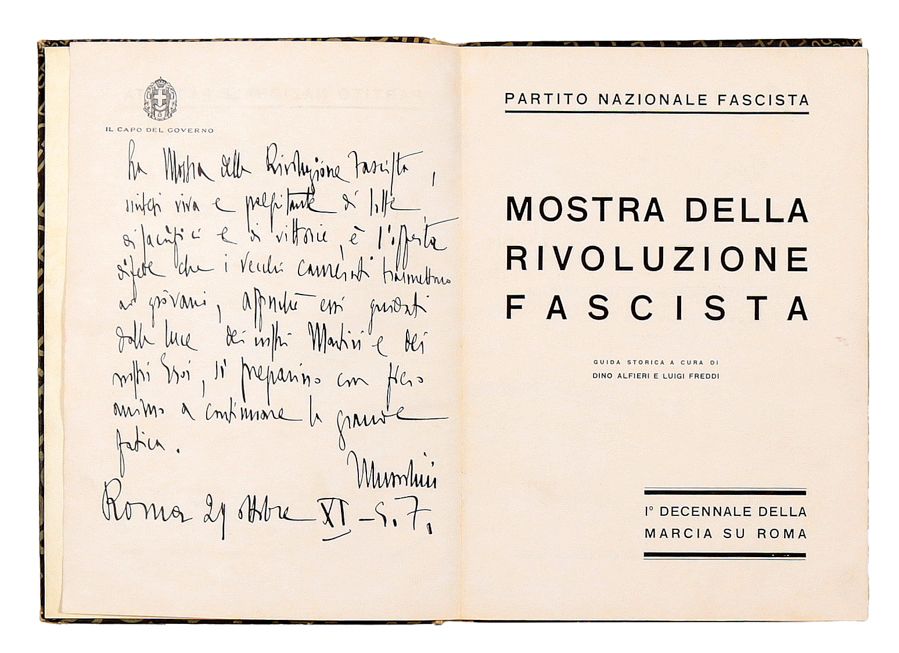 IL CAPO DEL GOVERNO
La Mostra della Rivoluzione Fascista,
sintesi viva e palpitante di lotte
di sacrifici e di vittorie, è l'offerta
di fede che i vecchi camerati trasmettono
ai giovani, affinchè essi guidati
dalla luce dei nostri Martiri e dei
nostri Eroi, si preparino con fiero
animo a continuare la grande
fatica.
Mussolini
Roma 29 ottobre XI - E. F.
PARTITO NAZIONALE FASCISTA
MOSTRA DELLA
RIVOLUZIONE
FASCISTA
GUIDA STORICA A CURA DI
DINO ALFIERI E LUIGI FREDDI
I° DECENNALE DELLA
MARCIA SU ROMA